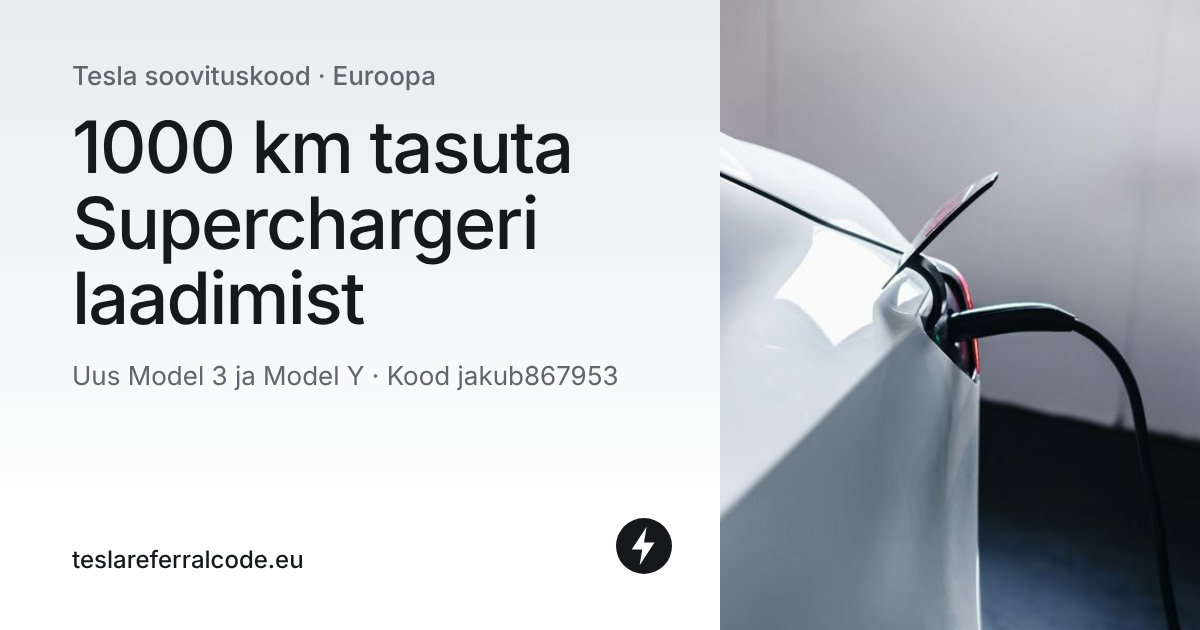 Tesla soovituskood · Euroopa
1000 km tasuta
Superchargeri
laadimist
Uus Model 3 ja Model Y · Kood jakub867953
teslareferralcode.eu